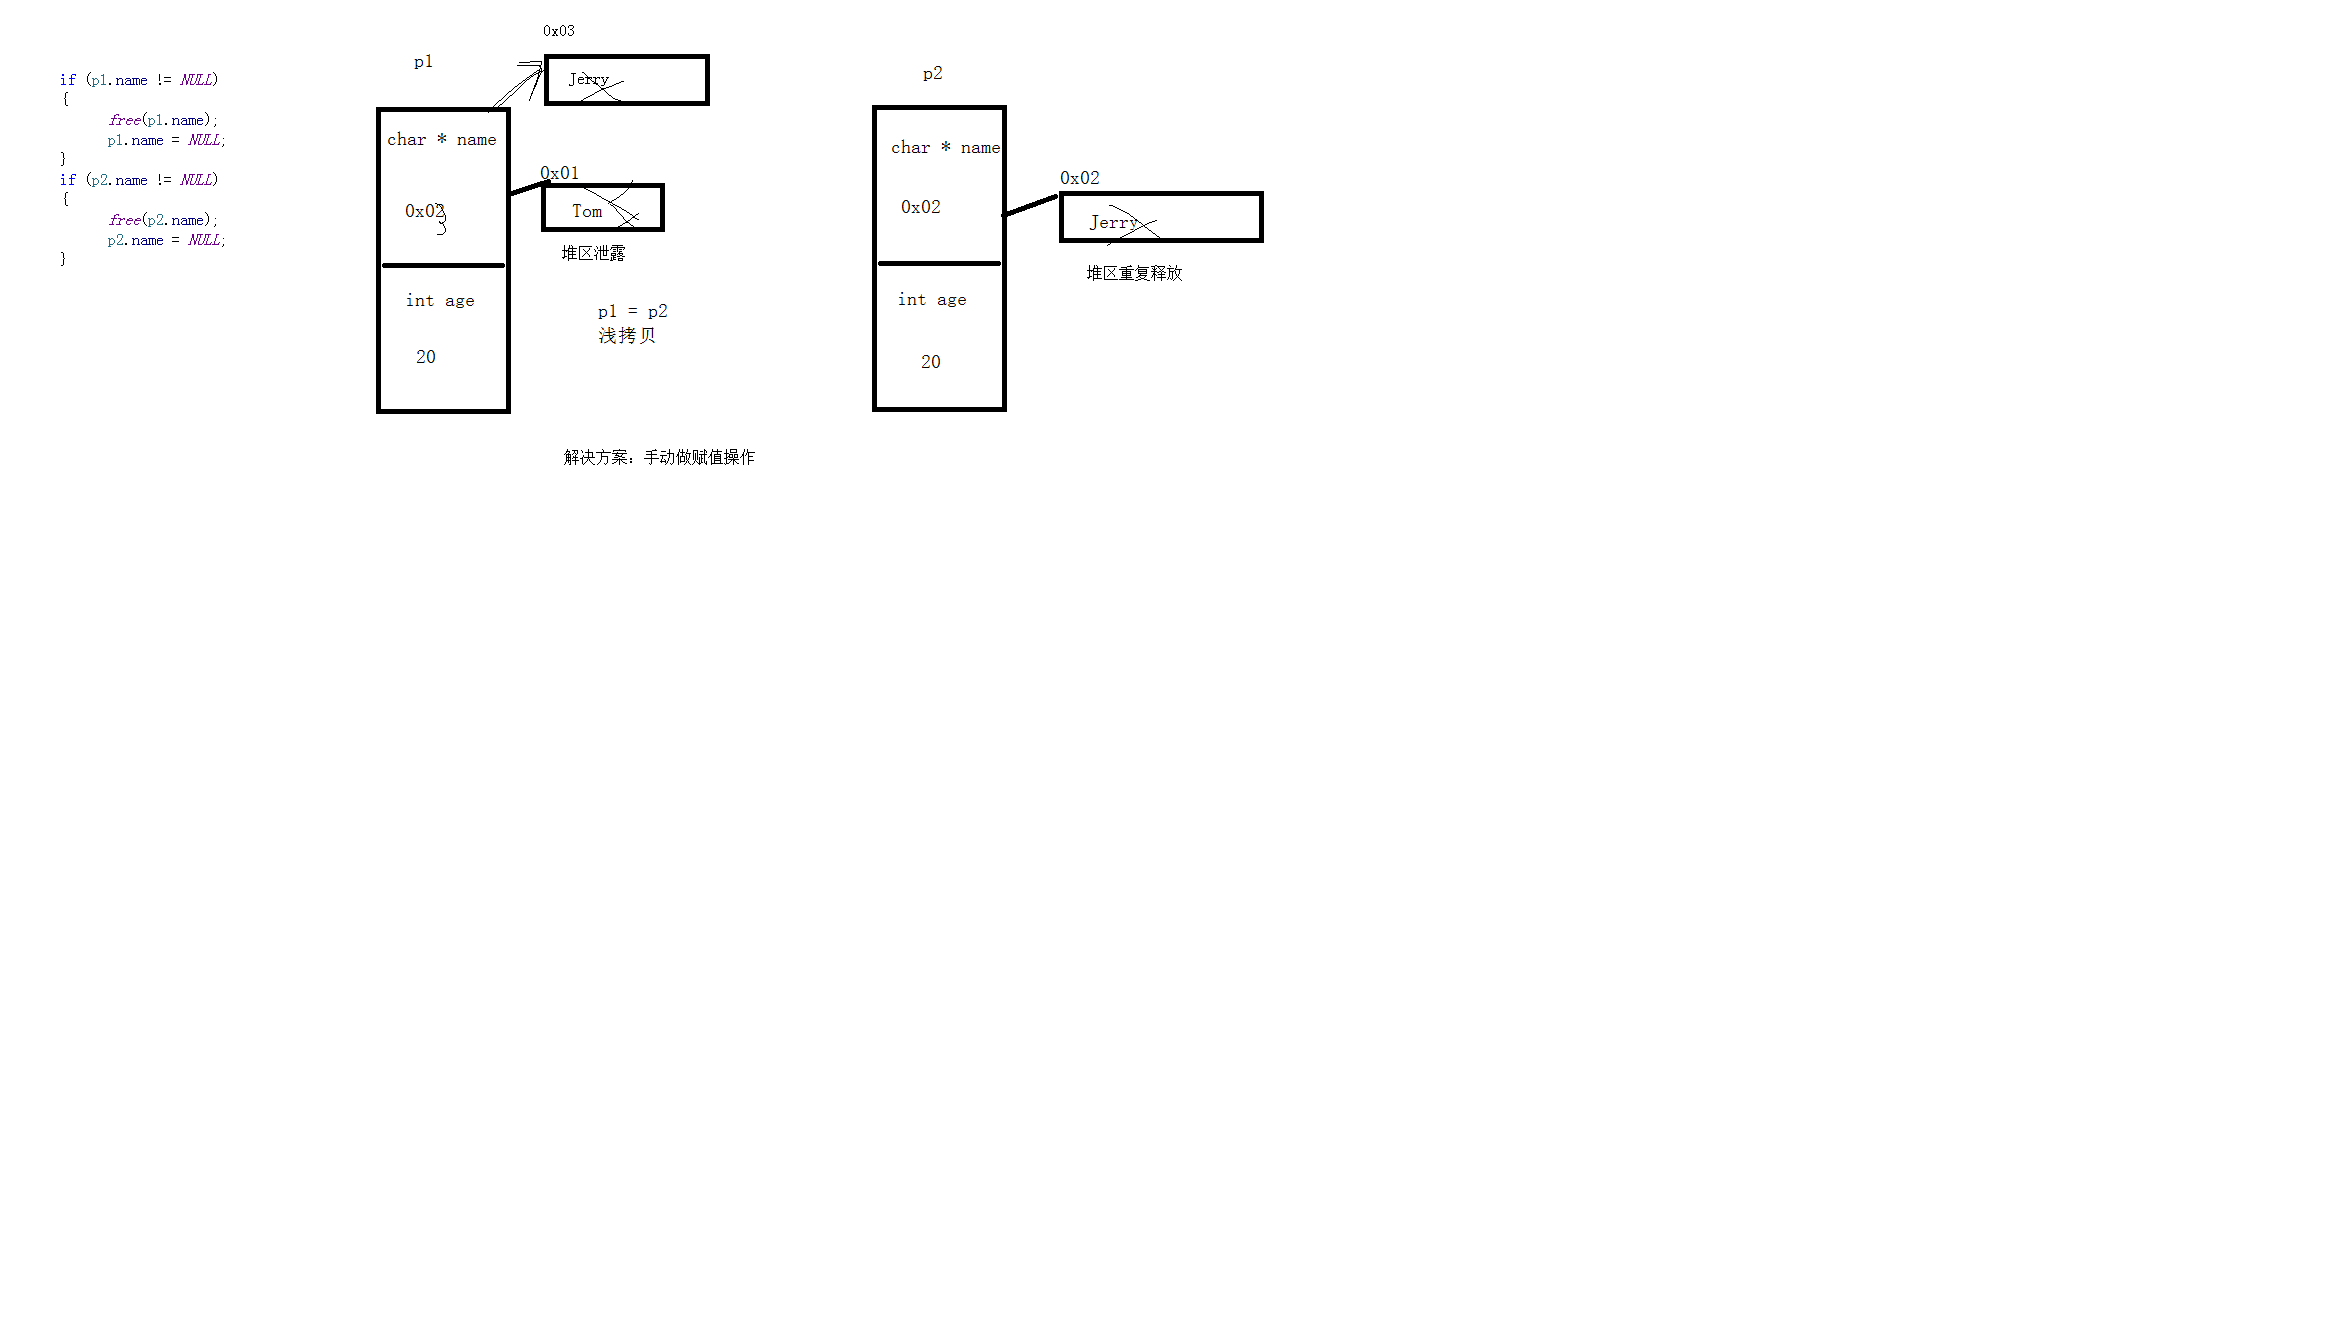 if (p1.name != NULL)
{
free(p1.name);
p1.name = NULL;
}
if (p2.name != NULL)
{
free(p2.name);
p2.name = NULL;
}
p1
char * name
0x02
3
int age
20
0x03
Jerry
0x01
Tom
堆区泄露
p1 = p2
浅拷贝
p2
char * name
0x02
int age
20
0x02
Jerry
堆区重复释放
解决方案：手动做赋值操作